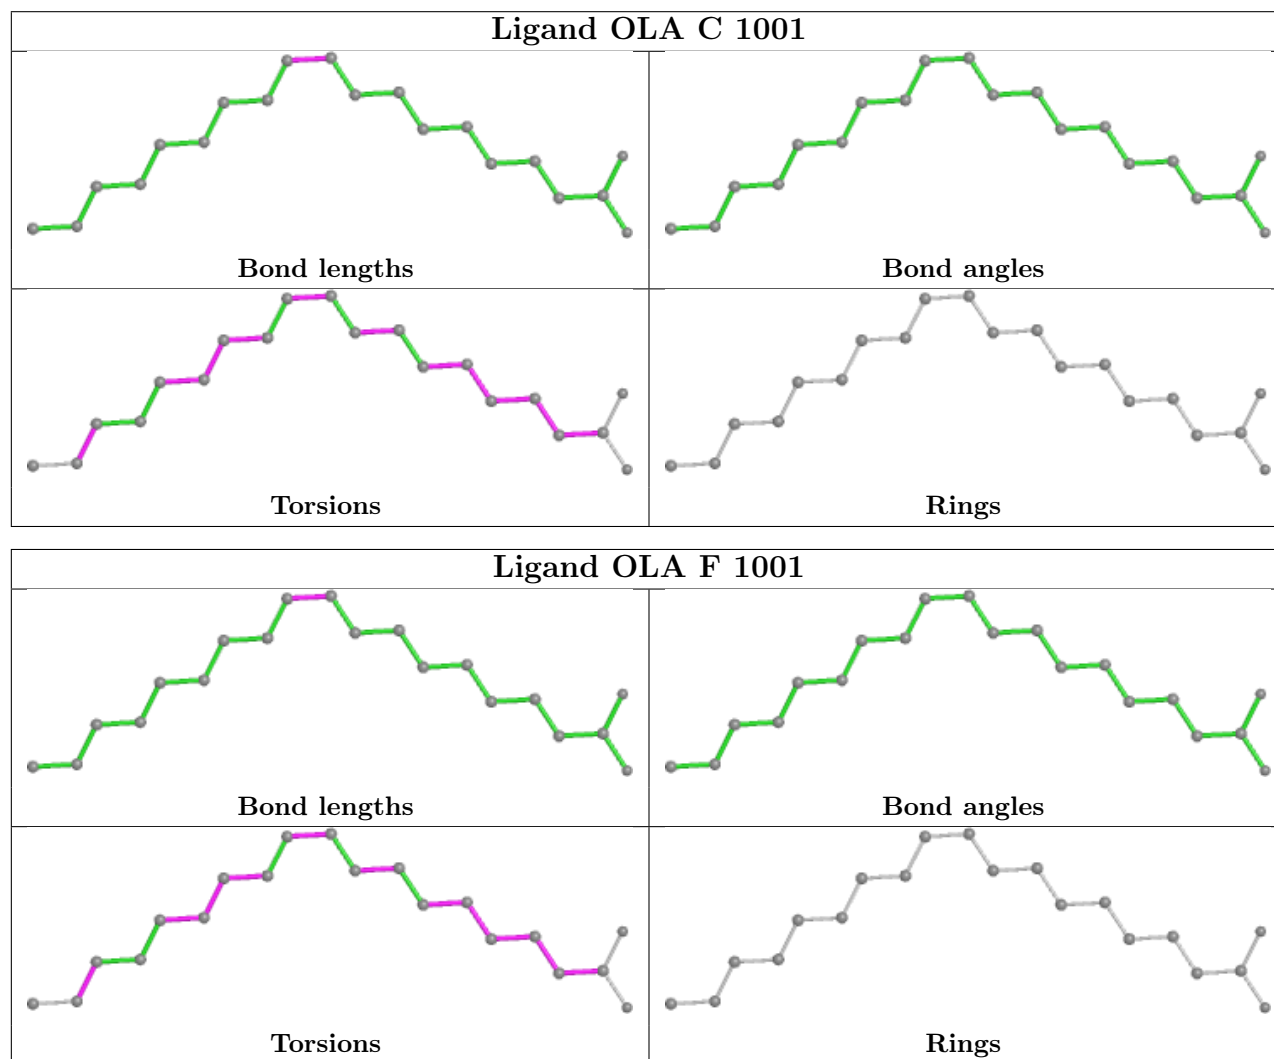 Ligand OLA C 1001
Bond lengths
Bond angles
Torsions
Rings
Ligand OLA F 1001
Bond lengths
Bond angles
Torsions
Rings